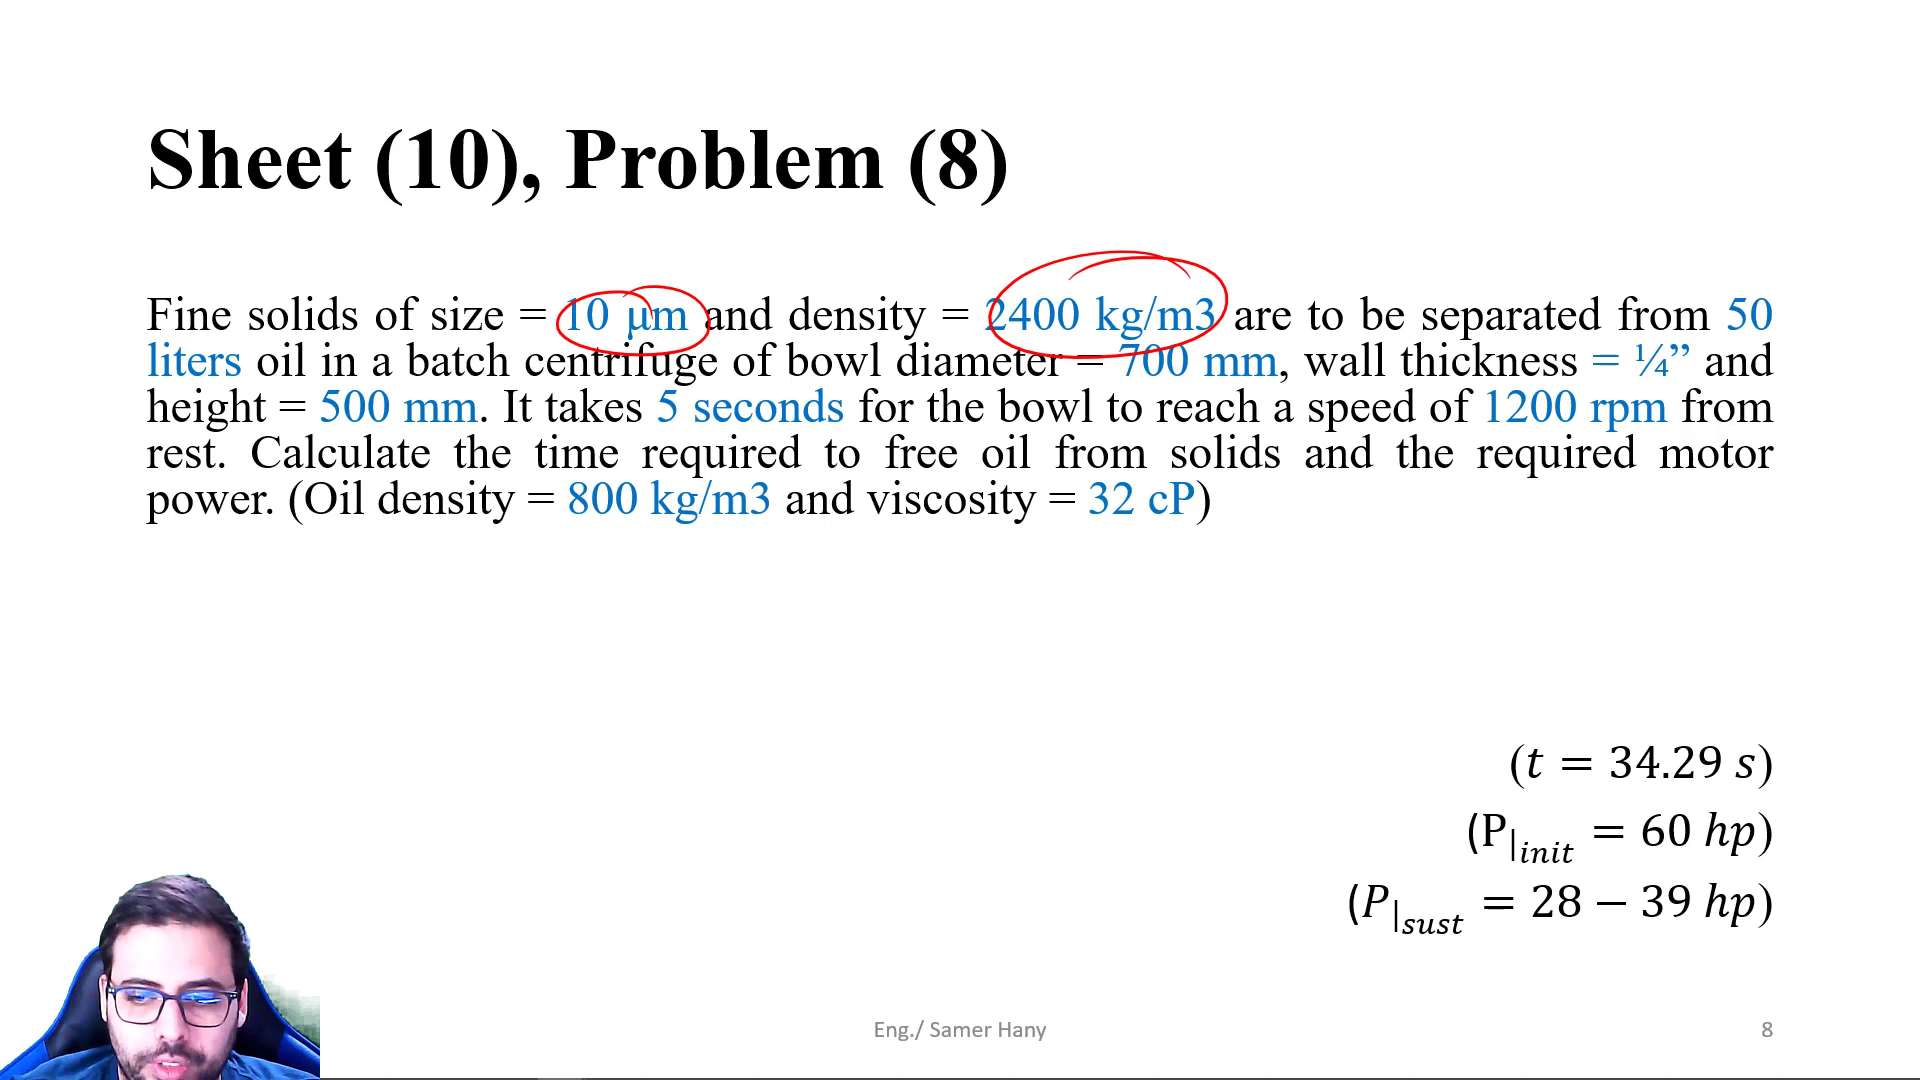 Sheet (10), Problem (8)
Fine solids of size = 10 μm and density = 2400 kg/m3 are to be separated from 50
liters oil in a batch centrifuge of bowl diameter = 700 mm, wall thickness = ¼” and
height = 500 mm. It takes 5 seconds for the bowl to reach a speed of 1200 rpm from
rest. Calculate the time required to free oil from solids and the required motor
power. (Oil density = 800 kg/m3 and viscosity = 32 cP)
(t = 34.29 s)
(P|init = 60 hp)
(P|sust = 28 − 39 hp)
Eng./ Samer Hany
8